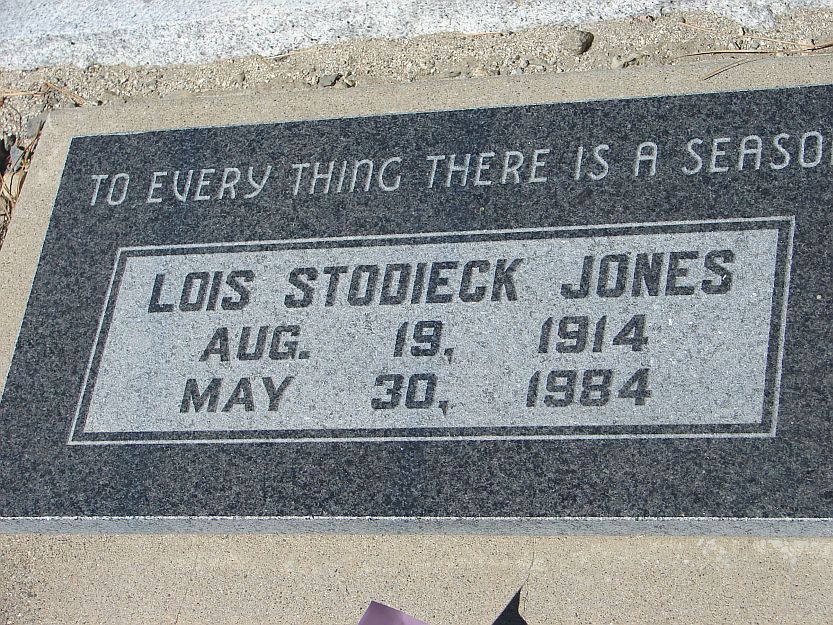 TO EVERY THING THERE IS A SEASO
LOIS STODIECK JONES
AUG. 19, 1914
MAY 30, 1984